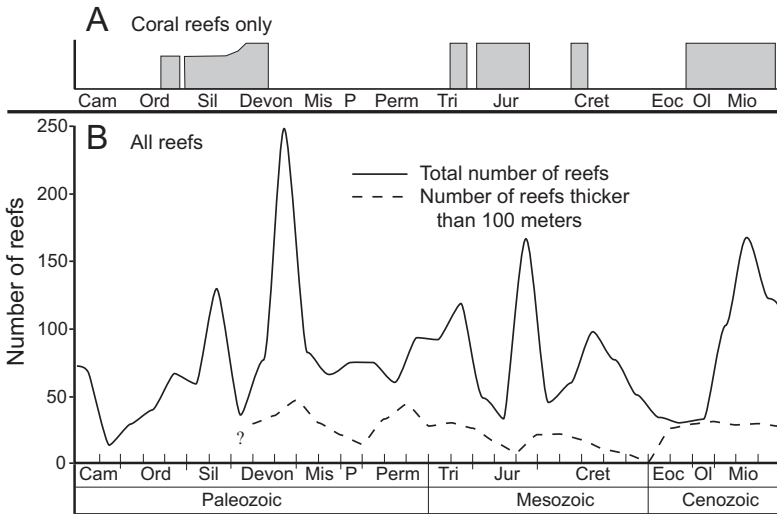 A Coral reefs only
Cam Ord Sil Devon Mis P Perm Tri Jur Cret Eoc Ol Mio
B All reefs
Total number of reefs
Number of reefs thicker
than 100 meters
Number of reefs
250
200
150
100
50
0
?
Cam Ord Sil Devon Mis P Perm Tri Jur Cret Eoc Ol Mio
Paleozoic Mesozoic Cenozoic